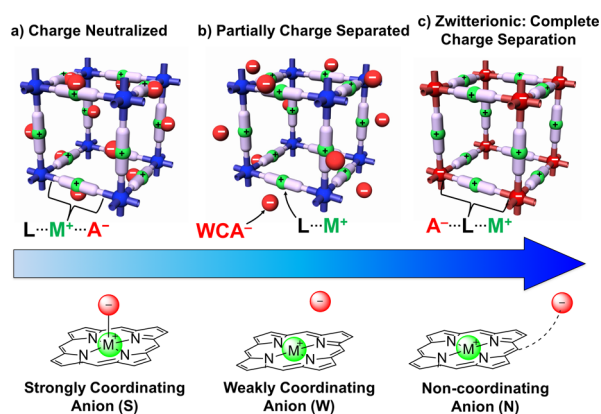 a) Charge Neutralized
b) Partially Charge Separated
c) Zwitterionic: Complete
Charge Separation
L···M⁺···A⁻
WCA⁻
L···M⁺
A⁻···L···M⁺
−
−
−
N
N
N
N
M⁺
N
N
N
N
M⁺
N
N
N
N
M⁺
Strongly Coordinating
Anion (S)
Weakly Coordinating
Anion (W)
Non-coordinating
Anion (N)